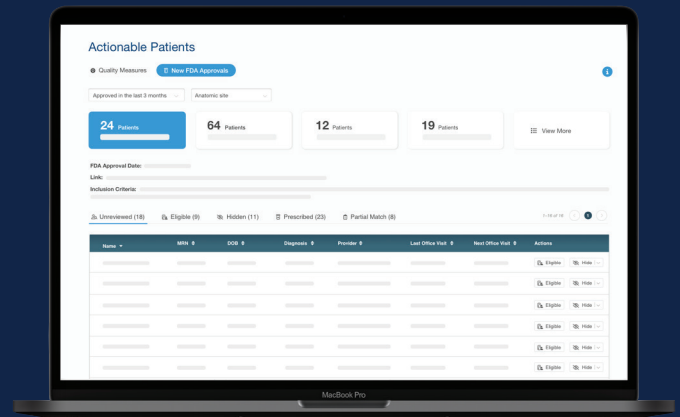 Actionable Patients
Quality Measures New FDA Approvals
Approved in the last 3 months Anatomic site
24 Patients 64 Patients 12 Patients 19 Patients View More
FDA Approval Date:
Link:
Inclusion Criteria:
Unreviewed (18) Eligible (9) Hidden (11) Prescribed (23) Partial Match (8)
Name MRN DOB Diagnosis Provider Last Office Visit Next Office Visit Actions
Eligible Hide
Eligible Hide
Eligible Hide
Eligible Hide
Eligible Hide
Eligible Hide
MacBook Pro